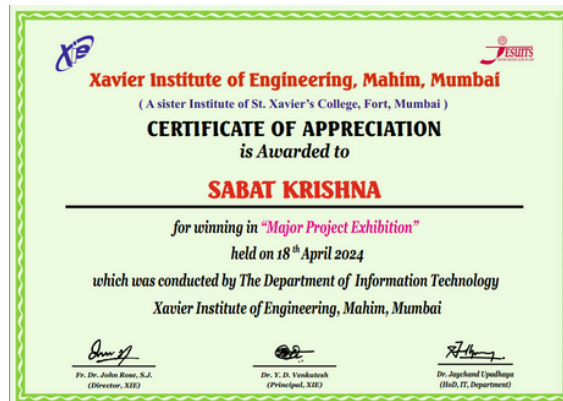 Xie
JESUITS
Xavier Institute of Engineering, Mahim, Mumbai
( A sister Institute of St. Xavier's College, Fort, Mumbai )
CERTIFICATE OF APPRECIATION
is Awarded to
SABAT KRISHNA
for winning in “Major Project Exhibition”
held on 18th April 2024
which was conducted by The Department of Information Technology
Xavier Institute of Engineering, Mahim, Mumbai
Fr. Dr. John Rose, S.J.
(Director, XIE)
Dr. Y. D. Venkatesh
(Principal, XIE)
Dr. Jaychand Upadhaya
(HoD, IT, Department)